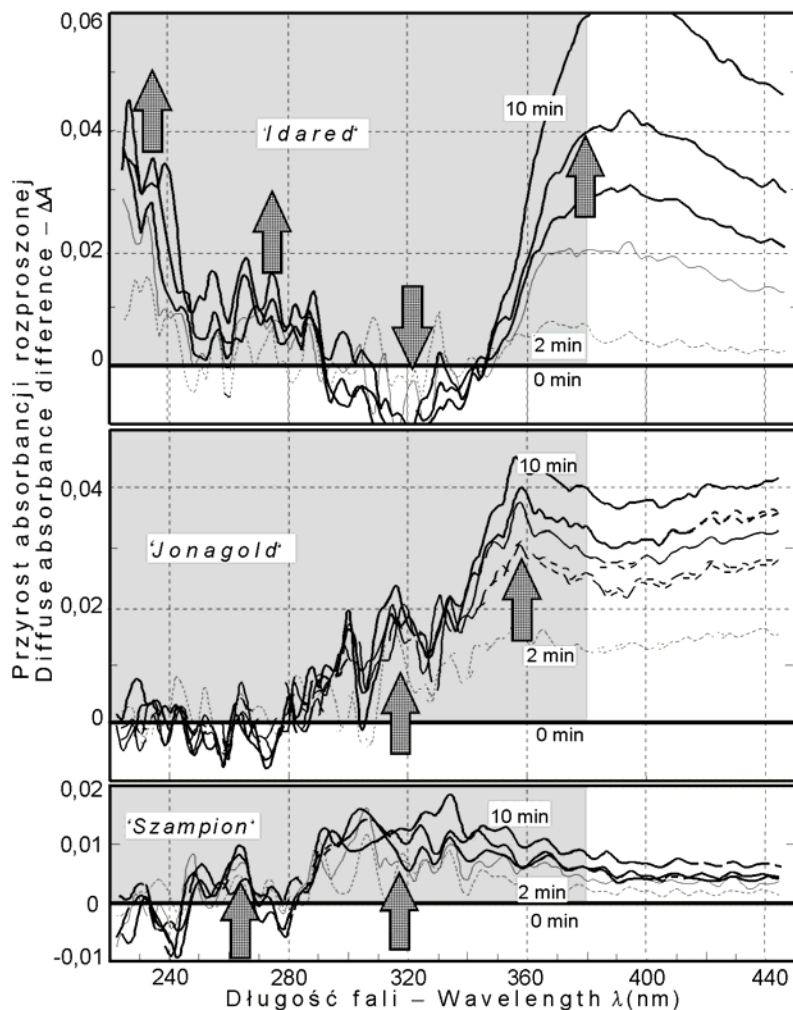 Przyrost absorbancji rozproszonej
Diffuse absorbance difference – ΔA
0,06
0,04
0,02
0
'Idared'
10 min
2 min
0 min
0,04
0,02
0
'Jonagold'
10 min
2 min
0 min
0,02
0,01
0
-0,01
'Szampion'
10 min
2 min
0 min
240 280 320 360 400 440
Długość fali – Wavelength λ(nm)